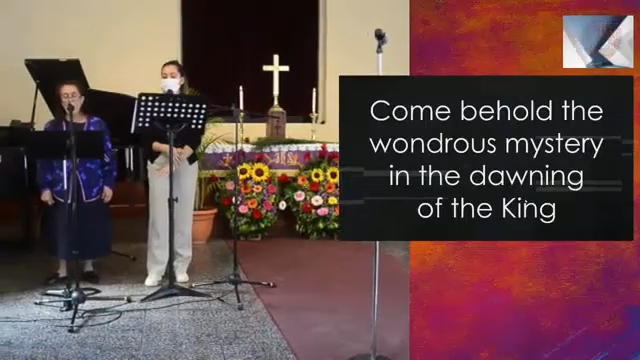 Come behold the
wondrous mystery
in the dawning
of the King